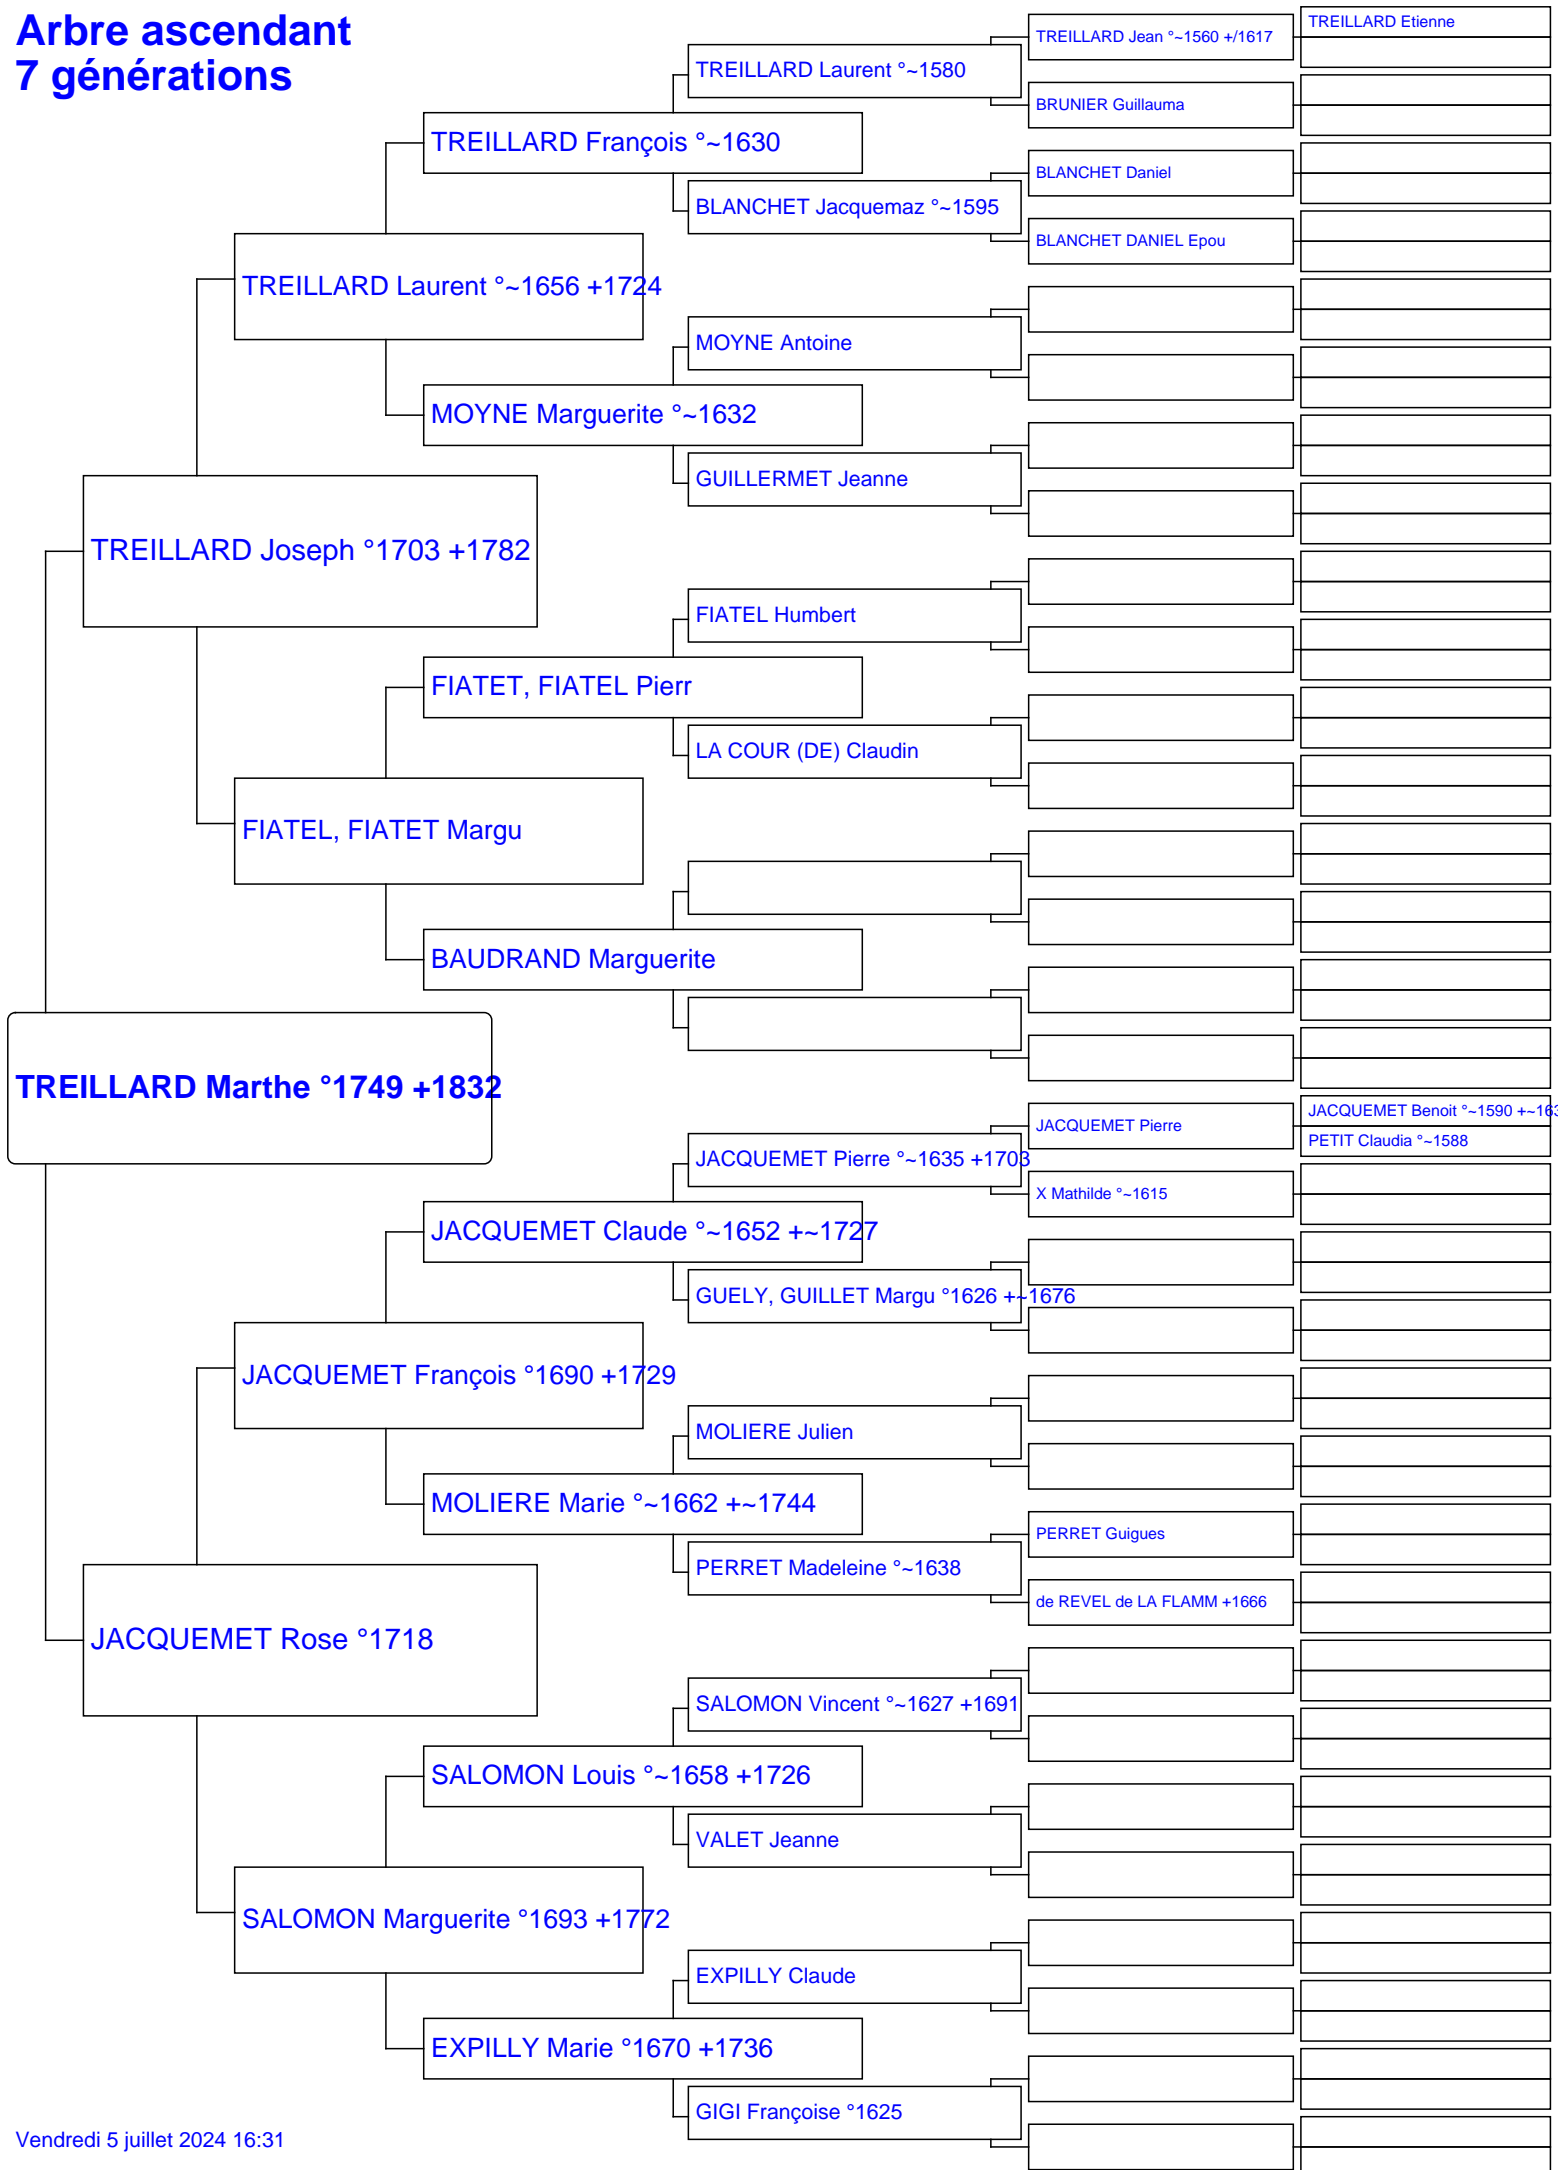 Arbre ascendant
7 générations
TREILLARD Etienne
TREILLARD Jean °~1560 +/1617
TREILLARD Laurent °~1580
BRUNIER Guillauma
TREILLARD François °~1630
BLANCHET Daniel
BLANCHET Jacquemaz °~1595
BLANCHET DANIEL Epou
TREILLARD Laurent °~1656 +1724
MOYNE Antoine
MOYNE Marguerite °~1632
GUILLERMET Jeanne
TREILLARD Joseph °1703 +1782
FIATEL Humbert
FIATET, FIATEL Pierr
LA COUR (DE) Claudin
FIATEL, FIATET Margu
BAUDRAND Marguerite
TREILLARD Marthe °1749 +1832
JACQUEMET Benoit °~1590 +~163
JACQUEMET Pierre
PETIT Claudia °~1588
JACQUEMET Pierre °~1635 +1703
X Mathilde °~1615
JACQUEMET Claude °~1652 +~1727
GUELY, GUILLET Margu °1626 +~1676
JACQUEMET François °1690 +1729
MOLIERE Julien
MOLIERE Marie °~1662 +~1744
PERRET Guigues
PERRET Madeleine °~1638
de REVEL de LA FLAMM +1666
JACQUEMET Rose °1718
SALOMON Vincent °~1627 +1691
SALOMON Louis °~1658 +1726
VALET Jeanne
SALOMON Marguerite °1693 +1772
EXPILLY Claude
EXPILLY Marie °1670 +1736
GIGI Françoise °1625
Vendredi 5 juillet 2024 16:31